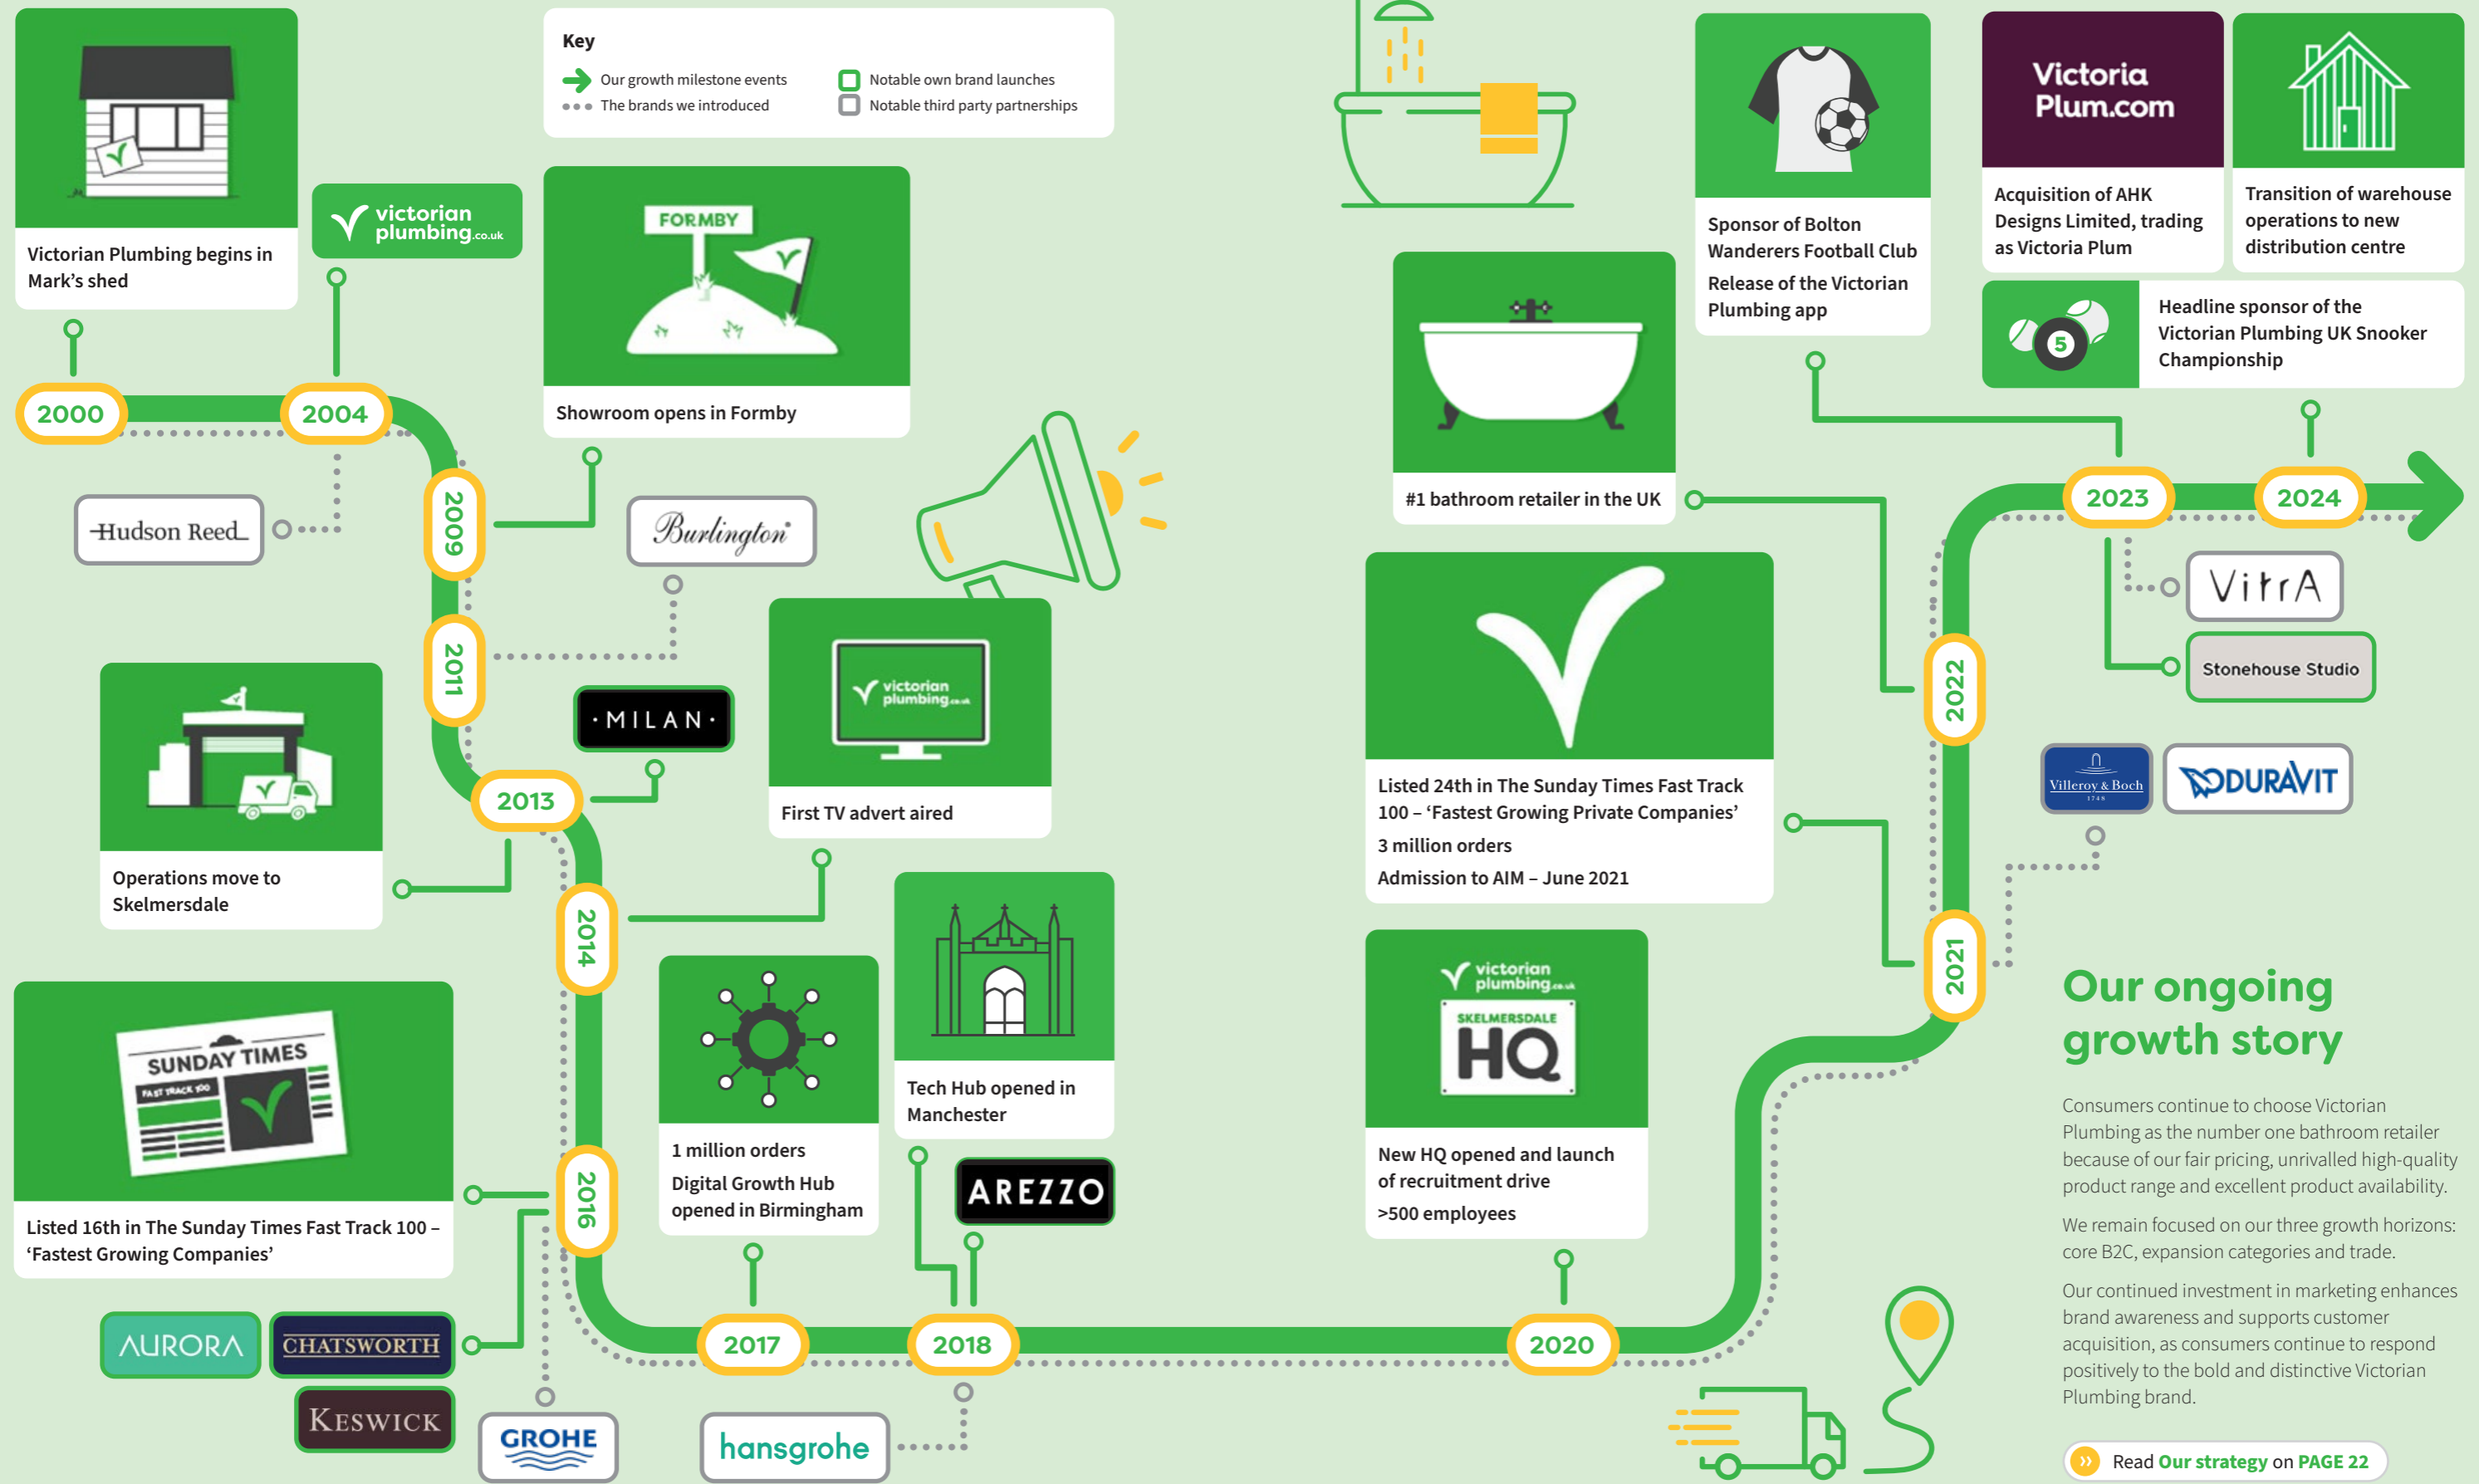 Victorian Plumbing begins in
Mark's shed
victorian
plumbing.co.uk
Key
Our growth milestone events
The brands we introduced
Notable own brand launches
Notable third party partnerships
FORMBY
Showroom opens in Formby
2000
2004
Hudson Reed
2009
Burlington
2011
MILAN
Operations move to
Skelmersdale
2013
victorian
plumbing.co.uk
First TV advert aired
2014
SUNDAY TIMES
FAST TRACK 100
Listed 16th in The Sunday Times Fast Track 100 –
‘Fastest Growing Companies’
2016
AURORA
CHATSWORTH
KESWICK
GROHE
1 million orders
Digital Growth Hub
opened in Birmingham
2017
Tech Hub opened in
Manchester
AREZZO
2018
hansgrohe
victorian
plumbing.co.uk
SKELMERSDALE
HQ
New HQ opened and launch
of recruitment drive
>500 employees
2020
Listed 24th in The Sunday Times Fast Track
100 – ‘Fastest Growing Private Companies’
3 million orders
Admission to AIM – June 2021
2021
Villeroy & Boch
1748
DURAVIT
#1 bathroom retailer in the UK
2022
Sponsor of Bolton
Wanderers Football Club
Release of the Victorian
Plumbing app
2023
VitrA
Stonehouse Studio
Victoria
Plum.com
Acquisition of AHK
Designs Limited, trading
as Victoria Plum
Transition of warehouse
operations to new
distribution centre
5
Headline sponsor of the
Victorian Plumbing UK Snooker
Championship
2024
Our ongoing
growth story
Consumers continue to choose Victorian
Plumbing as the number one bathroom retailer
because of our fair pricing, unrivalled high-quality
product range and excellent product availability.
We remain focused on our three growth horizons:
core B2C, expansion categories and trade.
Our continued investment in marketing enhances
brand awareness and supports customer
acquisition, as consumers continue to respond
positively to the bold and distinctive Victorian
Plumbing brand.
Read Our strategy on PAGE 22